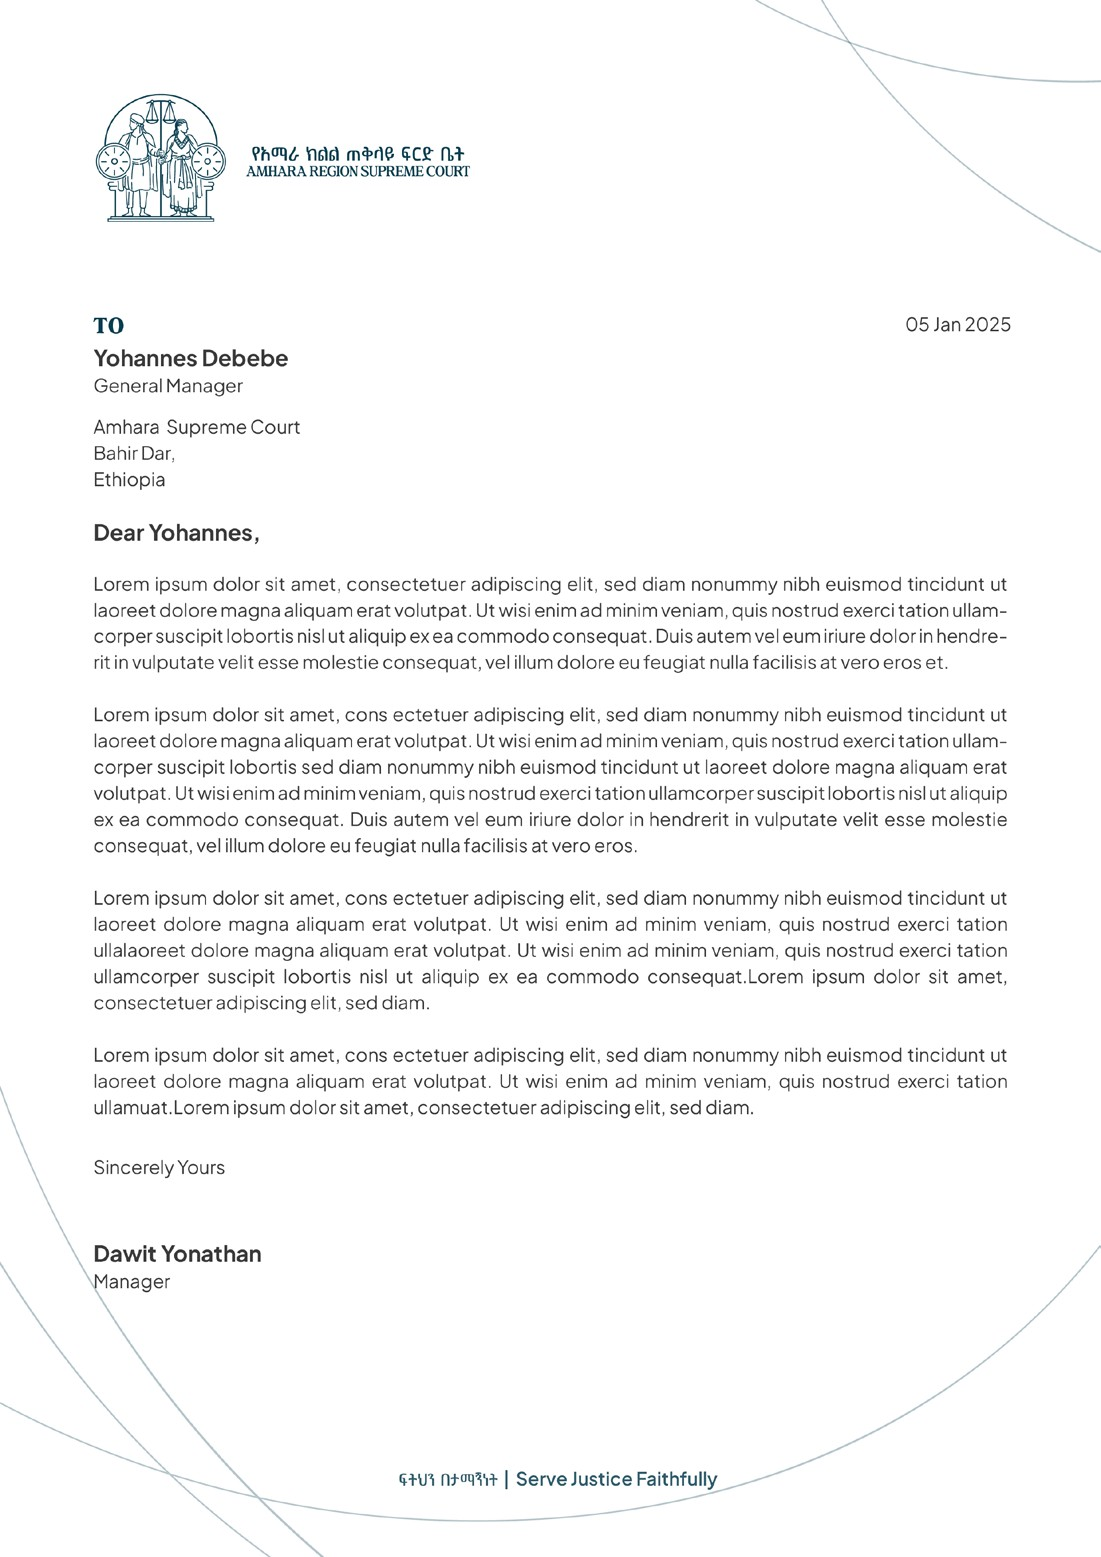 የአማራ ክልል ጠቅላይ ፍርድ ቤት
AMHARA REGION SUPREME COURT
TO
05 Jan 2025
Yohannes Debebe
General Manager
Amhara Supreme Court
Bahir Dar,
Ethiopia
Dear Yohannes,
Lorem ipsum dolor sit amet, consectetuer adipiscing elit, sed diam nonummy nibh euismod tincidunt ut
laoreet dolore magna aliquam erat volutpat. Ut wisi enim ad minim veniam, quis nostrud exerci tation ullam-
corper suscipit lobortis nisl ut aliquip ex ea commodo consequat. Duis autem vel eum iriure dolor in hendre-
rit in vulputate velit esse molestie consequat, vel illum dolore eu feugiat nulla facilisis at vero eros et.
Lorem ipsum dolor sit amet, cons ectetuer adipiscing elit, sed diam nonummy nibh euismod tincidunt ut
laoreet dolore magna aliquam erat volutpat. Ut wisi enim ad minim veniam, quis nostrud exerci tation ullam-
corper suscipit lobortis sed diam nonummy nibh euismod tincidunt ut laoreet dolore magna aliquam erat
volutpat. Ut wisi enim ad minim veniam, quis nostrud exerci tation ullamcorper suscipit lobortis nisl ut aliquip
ex ea commodo consequat. Duis autem vel eum iriure dolor in hendrerit in vulputate velit esse molestie
consequat, vel illum dolore eu feugiat nulla facilisis at vero eros.
Lorem ipsum dolor sit amet, cons ectetuer adipiscing elit, sed diam nonummy nibh euismod tincidunt ut
laoreet dolore magna aliquam erat volutpat. Ut wisi enim ad minim veniam, quis nostrud exerci tation
ullalaoreet dolore magna aliquam erat volutpat. Ut wisi enim ad minim veniam, quis nostrud exerci tation
ullamcorper suscipit lobortis nisl ut aliquip ex ea commodo consequat.Lorem ipsum dolor sit amet,
consectetuer adipiscing elit, sed diam.
Lorem ipsum dolor sit amet, cons ectetuer adipiscing elit, sed diam nonummy nibh euismod tincidunt ut
laoreet dolore magna aliquam erat volutpat. Ut wisi enim ad minim veniam, quis nostrud exerci tation
ullamuat.Lorem ipsum dolor sit amet, consectetuer adipiscing elit, sed diam.
Sincerely Yours
Dawit Yonathan
Manager
ፍትህን በታማኝነት | Serve Justice Faithfully